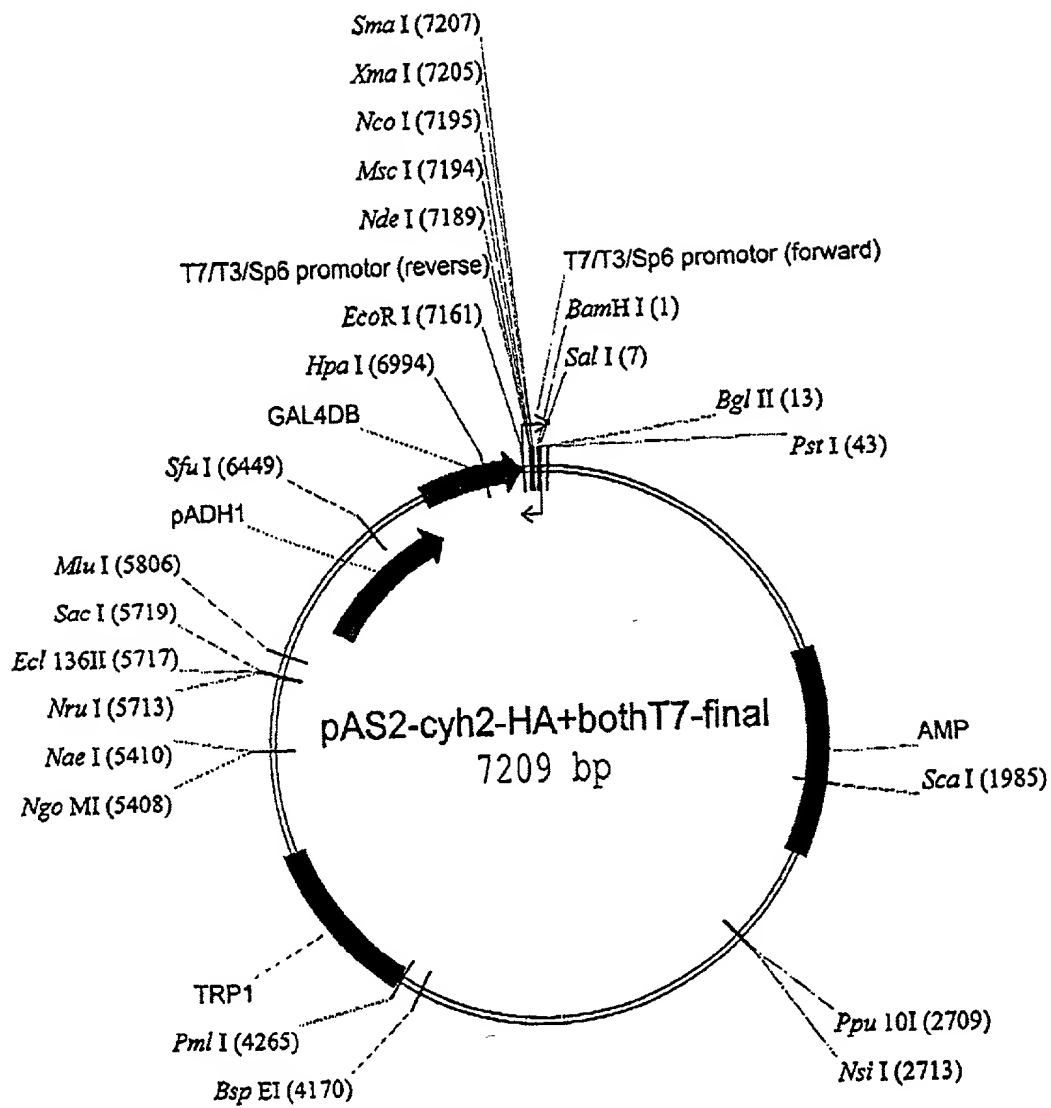 Sma I (7207)
Xma I (7205)
Nco I (7195)
Msc I (7194)
Nde I (7189)
T7/T3/Sp6 promotor (reverse)
EcoR I (7161)
Hpa I (6994)
GAL4DB
Sfu I (6449)
pADH1
Mlu I (5806)
Sac I (5719)
Ecl 136II (5717)
Nru I (5713)
Nae I (5410)
Ngo MI (5408)
TRP1
Pml I (4265)
Bsp EI (4170)
T7/T3/Sp6 promotor (forward)
BamH I (1)
Sal I (7)
Bgl II (13)
Pst I (43)
AMP
Sca I (1985)
Ppu 10I (2709)
Nsi I (2713)
pAS2-cyh2-HA+bothT7-final
7209 bp